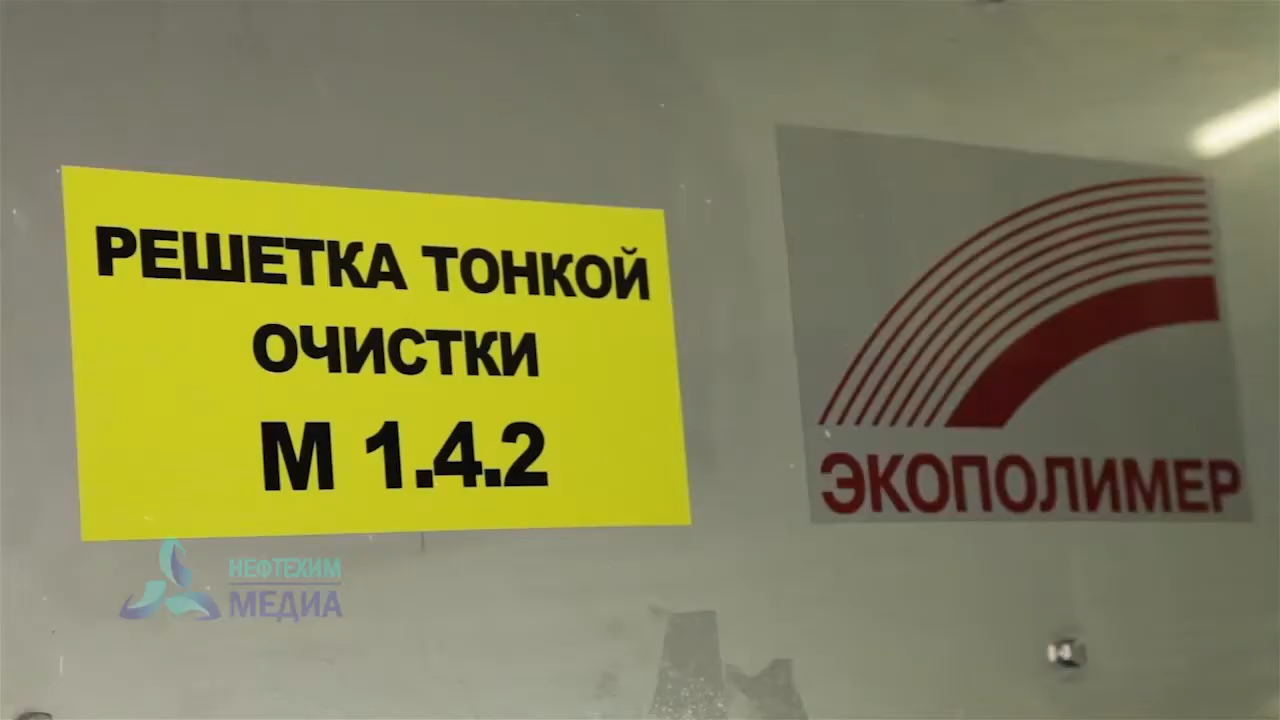 РЕШЕТКА ТОНКОЙ
ОЧИСТКИ
М 1.4.2
ЭКОПОЛИМЕР
НЕФТЕХИМ
МЕДИА